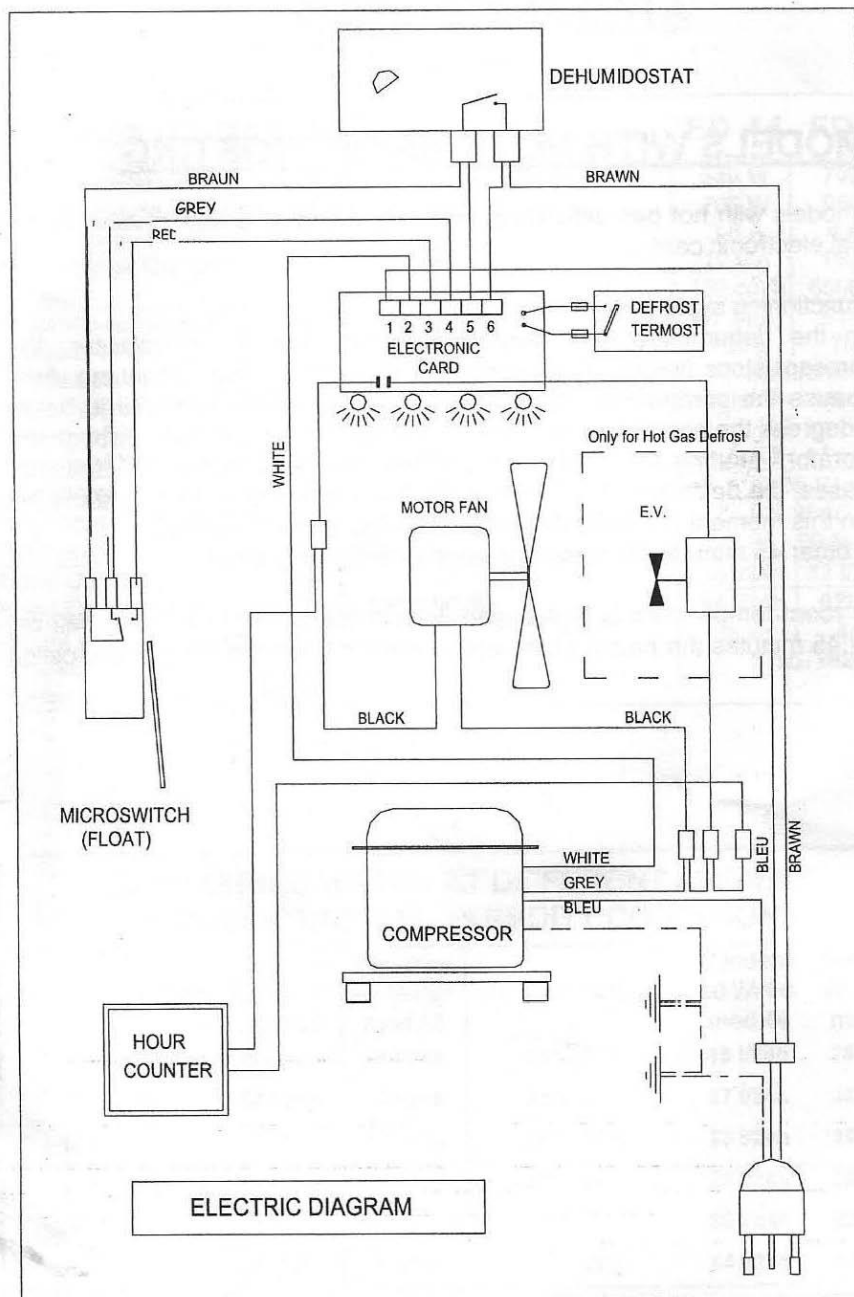 DEHUMIDOSTAT
BRAUN
BRAWN
GREY
RED
1 2 3 4 5 6
ELECTRONIC
CARD
DEFROST
TERMOST
WHITE
Only for Hot Gas Defrost
MOTOR FAN
E.V.
BLACK
BLACK
MICROSWITCH
(FLOAT)
WHITE
GREY
BLEU
BLEU
BRAWN
COMPRESSOR
HOUR
COUNTER
ELECTRIC DIAGRAM